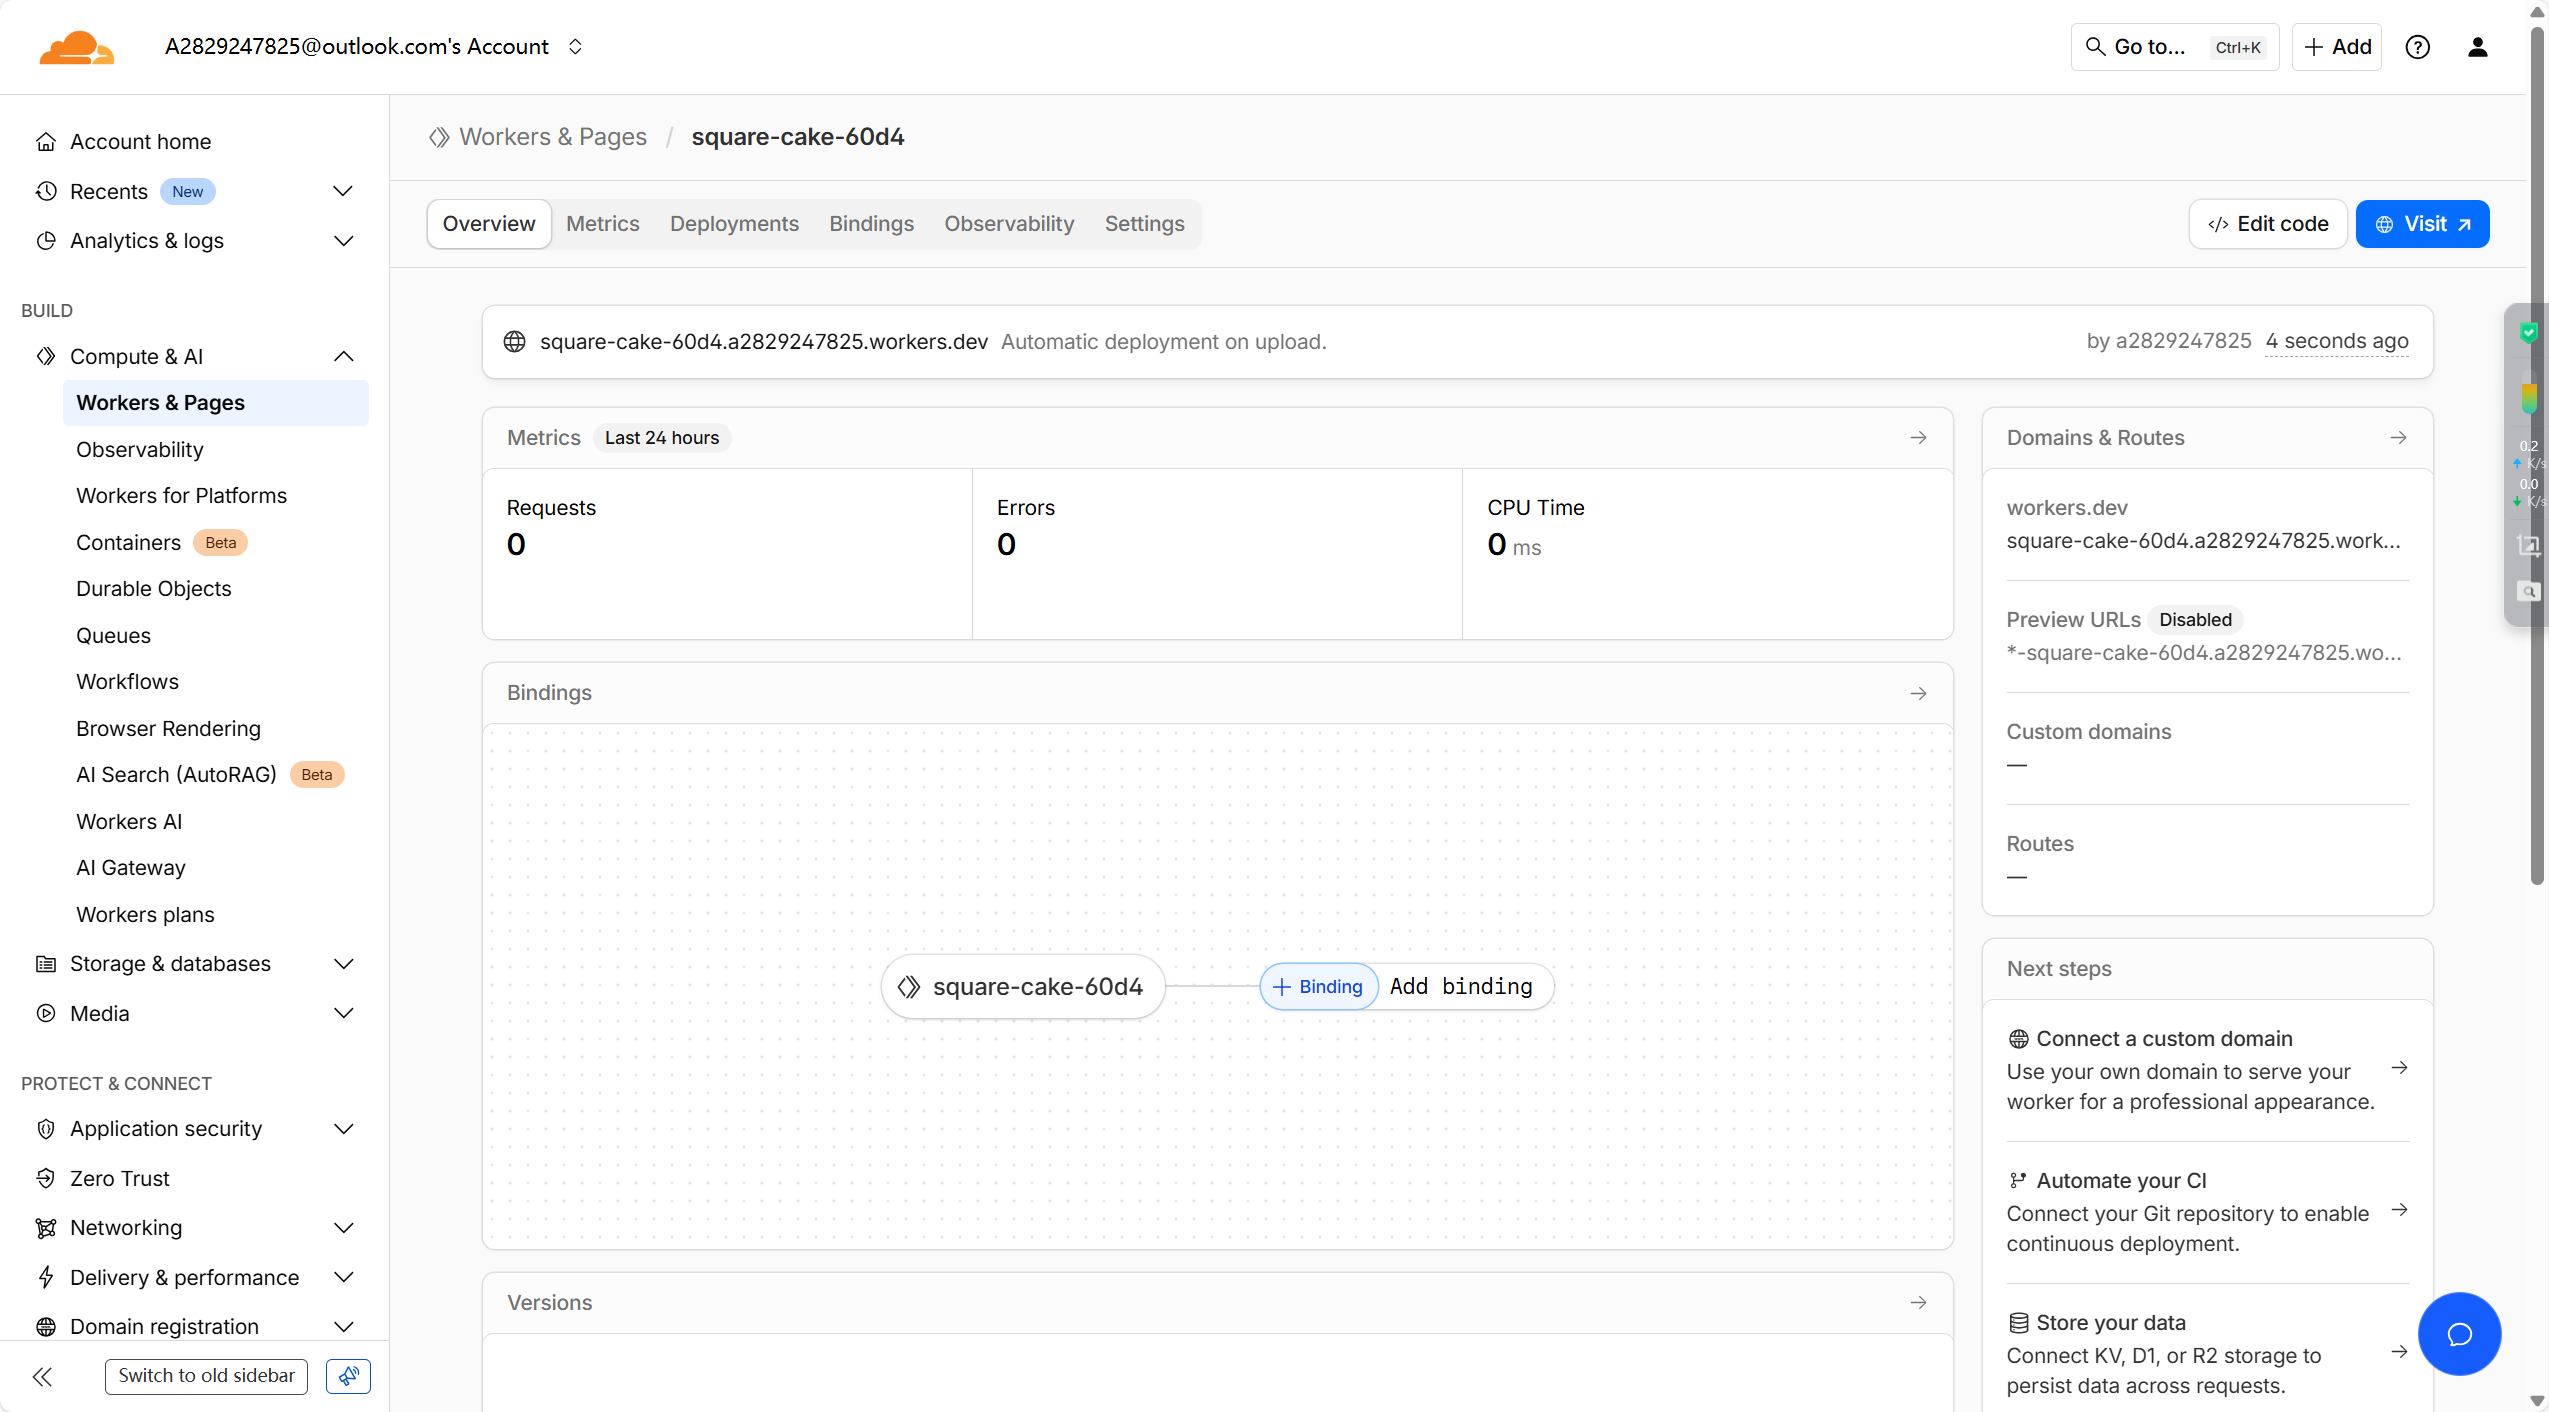 A2829247825@outlook.com's Account
Go to... Ctrl+K
Add
Account home
Recents New
Analytics & logs
BUILD
Compute & AI
Workers & Pages
Observability
Workers for Platforms
Containers Beta
Durable Objects
Queues
Workflows
Browser Rendering
AI Search (AutoRAG) Beta
Workers AI
AI Gateway
Workers plans
Storage & databases
Media
PROTECT & CONNECT
Application security
Zero Trust
Networking
Delivery & performance
Domain registration
Switch to old sidebar
Workers & Pages / square-cake-60d4
Overview Metrics Deployments Bindings Observability Settings
</> Edit code
Visit
square-cake-60d4.a2829247825.workers.dev Automatic deployment on upload.
by a2829247825 4 seconds ago
Metrics Last 24 hours
Requests
0
Errors
0
CPU Time
0 ms
Bindings
square-cake-60d4
Binding Add binding
Versions
Domains & Routes
workers.dev
square-cake-60d4.a2829247825.work...
Preview URLs Disabled
*-square-cake-60d4.a2829247825.wo...
Custom domains
—
Routes
—
Next steps
Connect a custom domain
Use your own domain to serve your
worker for a professional appearance.
Automate your CI
Connect your Git repository to enable
continuous deployment.
Store your data
Connect KV, D1, or R2 storage to
persist data across requests.
0.2
K/s
0.0
K/s